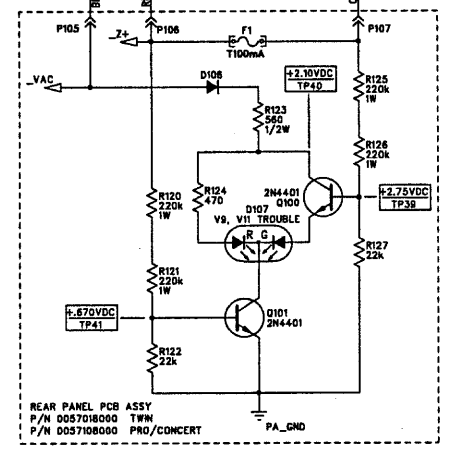 P105
_Z+
P106
F1
T100mA
P107
_VAC
D106
+2.10VDC
TP40
R125
220k
1W
R123
560
1/2W
R126
220k
1W
R120
220k
1W
R124
470
2N4401
Q100
+2.75VDC
TP39
D107
V9, V11 TROUBLE
R G
R127
22k
R121
220k
1W
+.670VDC
TP41
Q101
2N4401
R122
22k
REAR PANEL PCB ASSY
P/N 0057018000 TWIN
P/N 0057108000 PRO/CONCERT
PA_GND